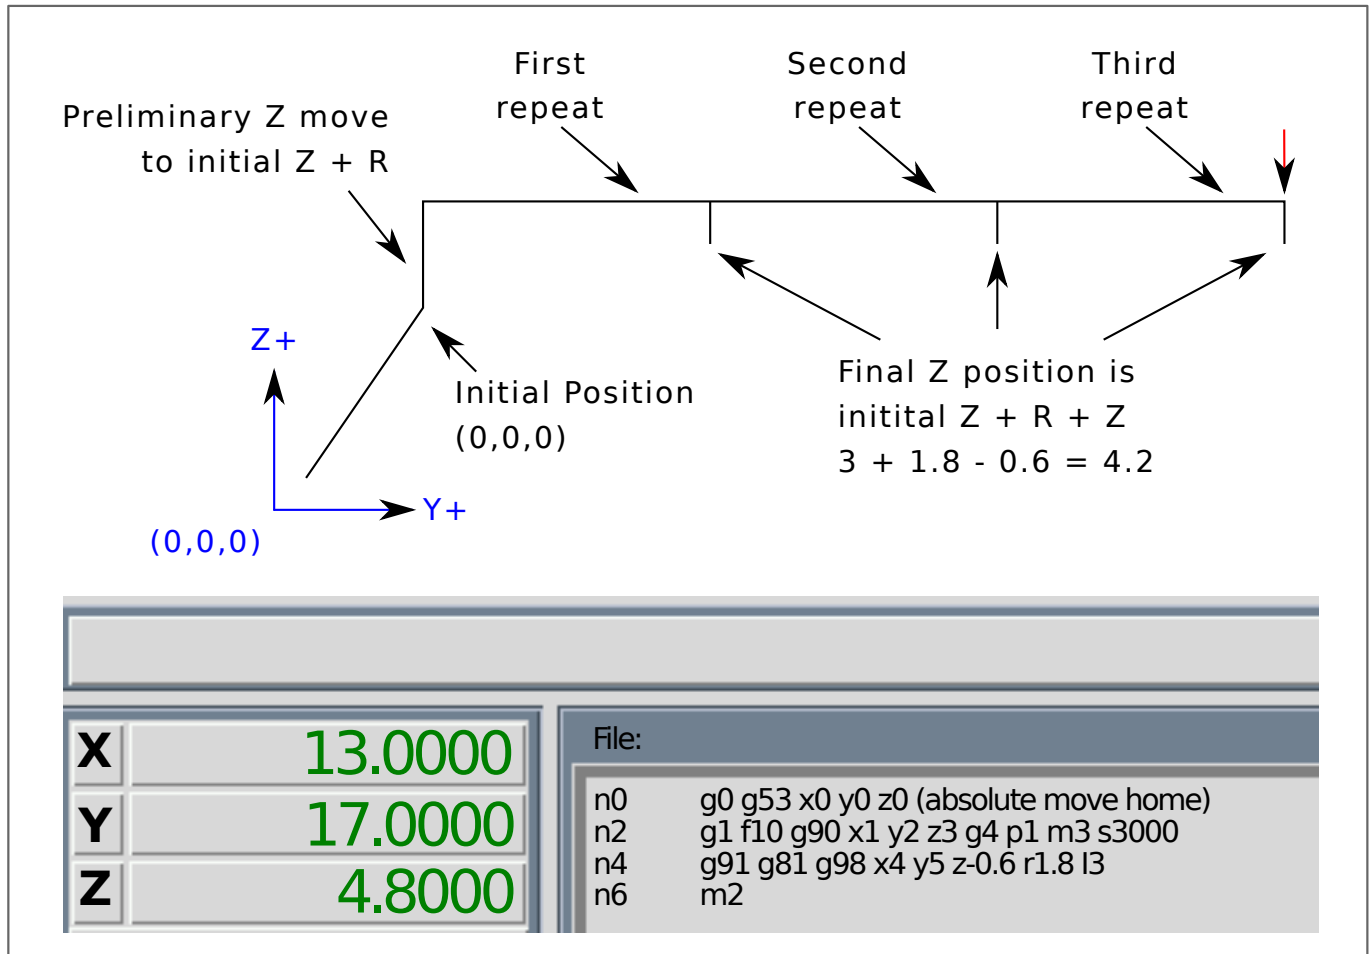 First
repeat
Second
repeat
Third
repeat
Preliminary Z move
to initial Z + R
Z+
Initial Position
(0,0,0)
Final Z position is
initital Z + R + Z
3 + 1.8 - 0.6 = 4.2
Y+
(0,0,0)
X 13.0000
Y 17.0000
Z 4.8000
File:
n0 g0 g53 x0 y0 z0 (absolute move home)
n2 g1 f10 g90 x1 y2 z3 g4 p1 m3 s3000
n4 g91 g81 g98 x4 y5 z-0.6 r1.8 l3
n6 m2